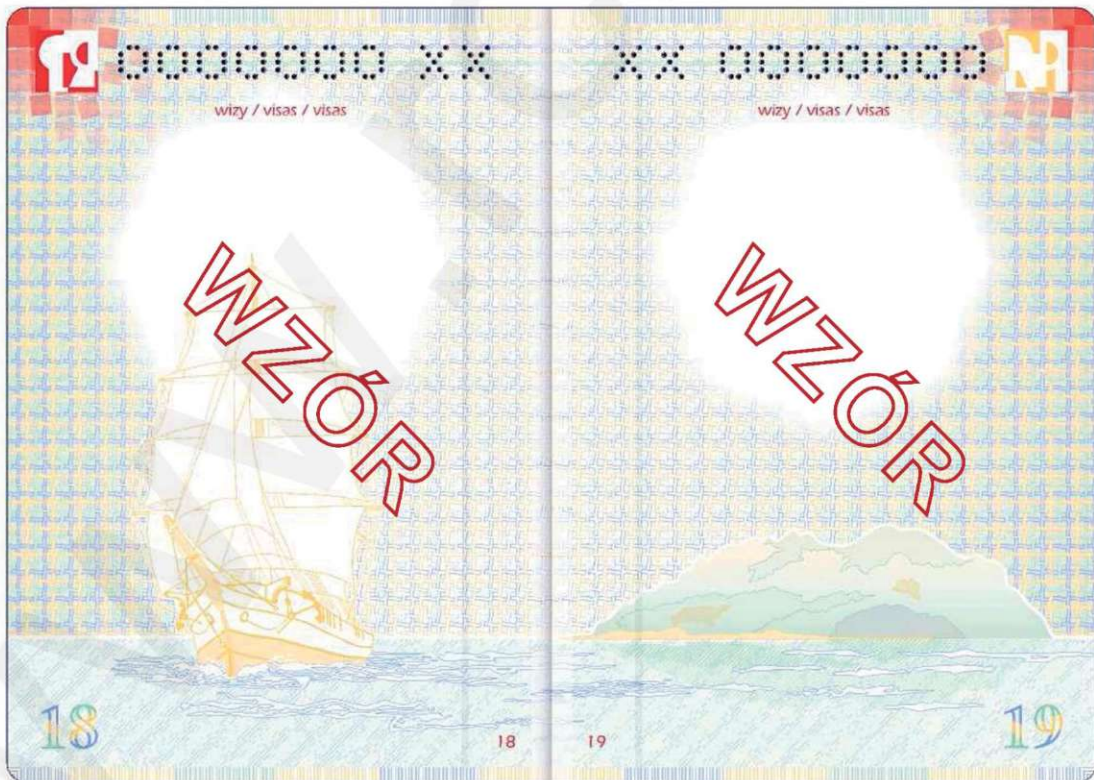 0000000 XX
wizy / visas / visas
WZÓR
18
18
XX 0000000
wizy / visas / visas
WZÓR
19
19